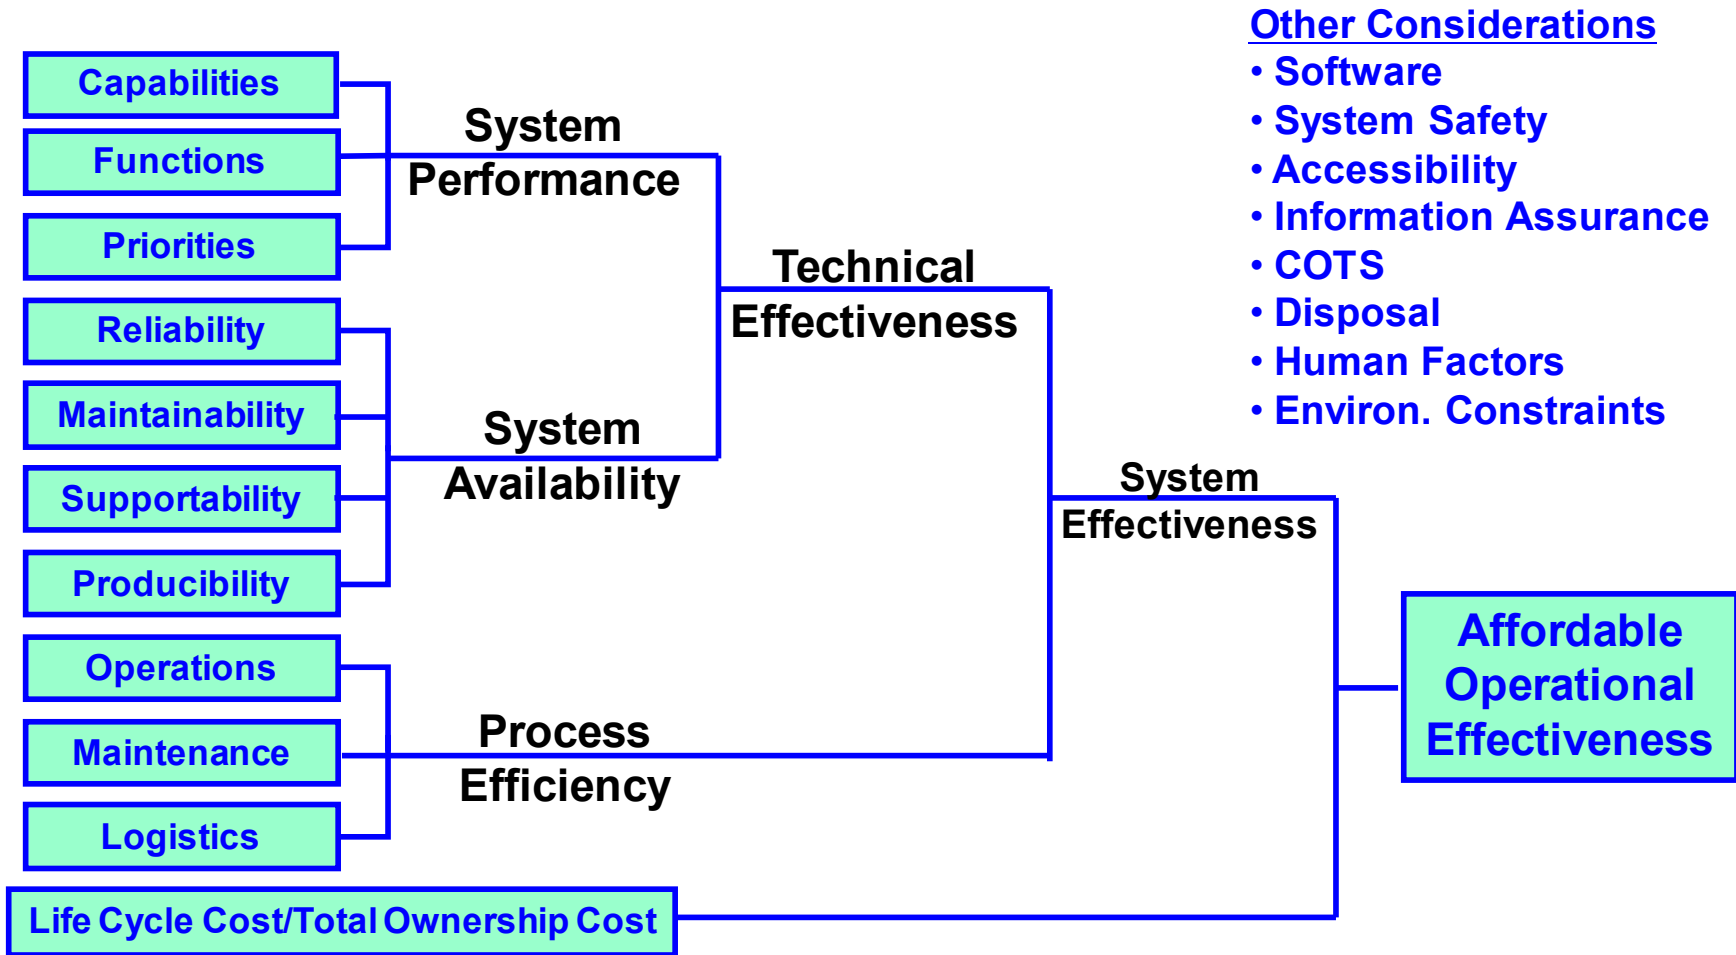 Other Considerations
• Software
• System Safety
• Accessibility
• Information Assurance
• COTS
• Disposal
• Human Factors
• Environ. Constraints
Capabilities
Functions
Priorities
Reliability
Maintainability
Supportability
Producibility
Operations
Maintenance
Logistics
Life Cycle Cost/Total Ownership Cost
System
Performance
System
Availability
Process
Efficiency
Technical
Effectiveness
System
Effectiveness
Affordable
Operational
Effectiveness